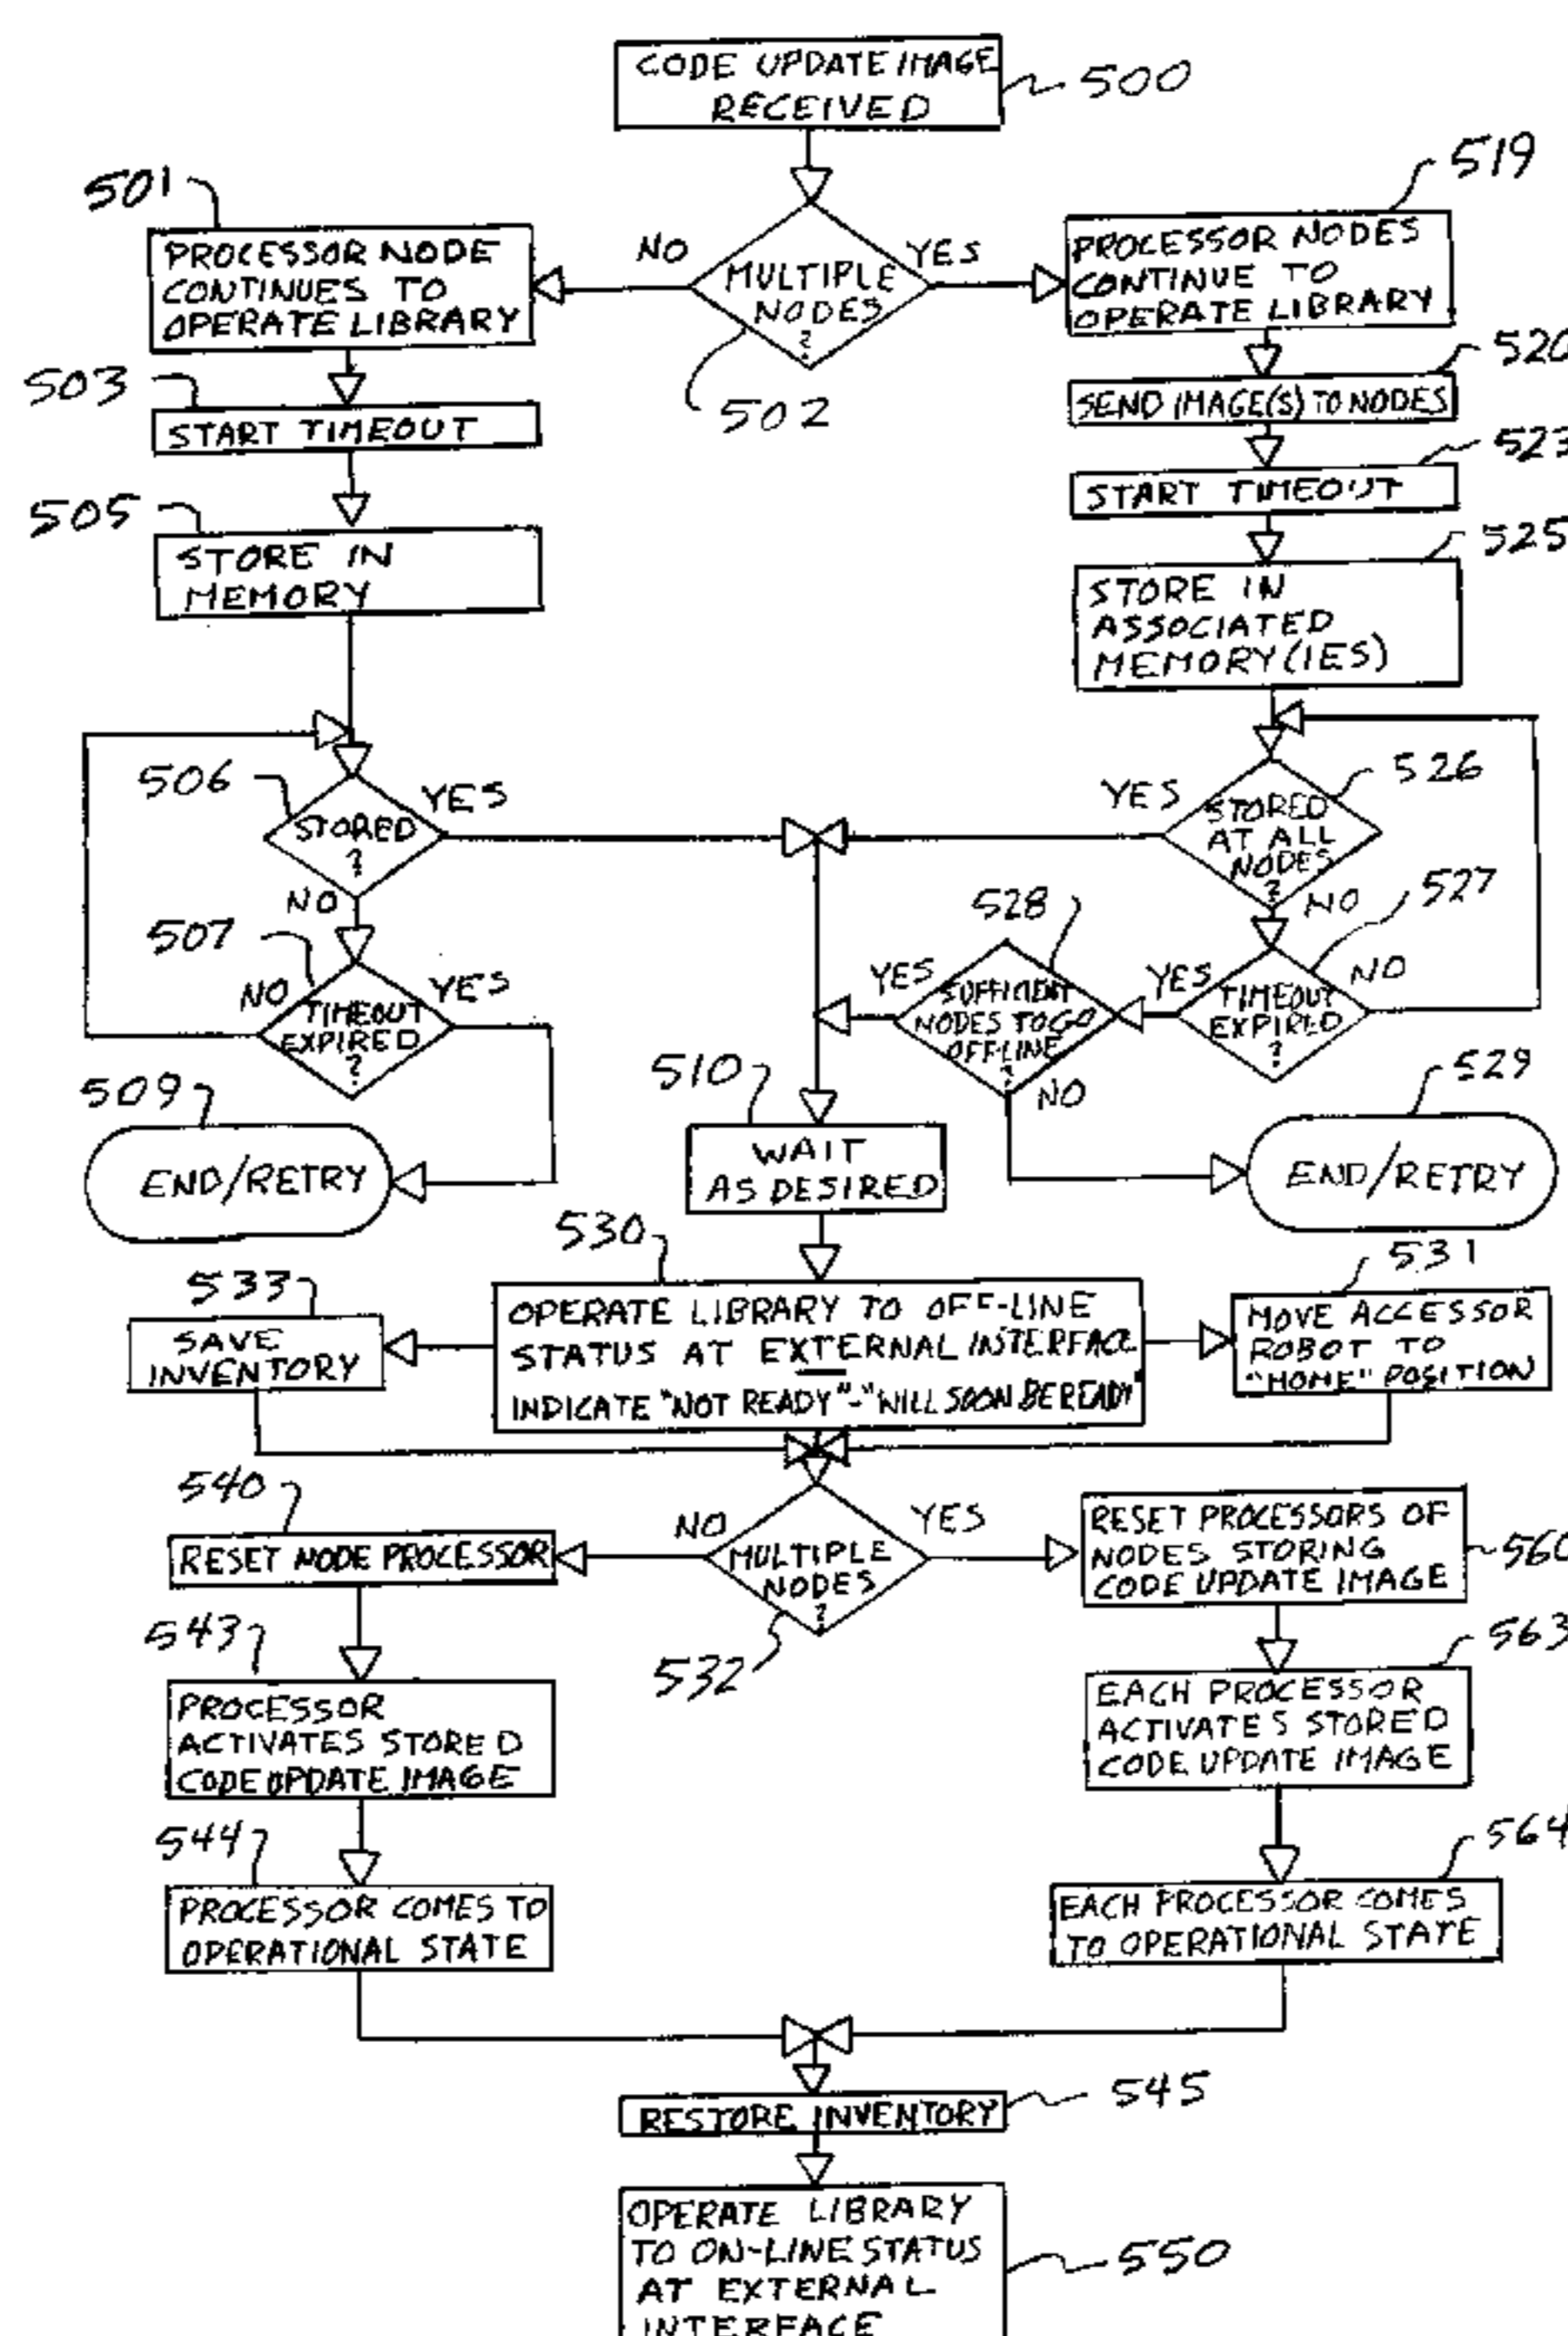 CODE UPDATE IMAGE
RECEIVED
500
501
PROCESSOR NODE
CONTINUES TO
OPERATE LIBRARY
NO
MULTIPLE
NODES
?
YES
502
519
PROCESSOR NODES
CONTINUE TO
OPERATE LIBRARY
503
START TIMEOUT
520
SEND IMAGE(S) TO NODES
523
START TIMEOUT
505
STORE IN
MEMORY
525
STORE IN
ASSOCIATED
MEMORY(IES)
506
STORED
?
YES
NO
YES
STORED
AT ALL
NODES
?
526
NO
507
NO
TIMEOUT
EXPIRED
?
YES
528
YES
SUFFICIENT
NODES TO GO
OFF-LINE
?
NO
YES
TIMEOUT
EXPIRED
?
527
NO
509
END/RETRY
510
WAIT
AS DESIRED
529
END/RETRY
530
OPERATE LIBRARY TO OFF-LINE
STATUS AT EXTERNAL INTERFACE
INDICATE "NOT READY"-"WILL SOON BE READY"
533
SAVE
INVENTORY
531
MOVE ACCESSOR
ROBOT TO
"HOME" POSITION
540
RESET NODE PROCESSOR
NO
MULTIPLE
NODES
?
YES
532
RESET PROCESSORS OF
NODES STORING
CODE UPDATE IMAGE
560
543
PROCESSOR
ACTIVATES STORED
CODE UPDATE IMAGE
563
EACH PROCESSOR
ACTIVATES STORED
CODE UPDATE IMAGE
544
PROCESSOR COMES TO
OPERATIONAL STATE
564
EACH PROCESSOR COMES
TO OPERATIONAL STATE
RESTORE INVENTORY
545
OPERATE LIBRARY
TO ON-LINE STATUS
AT EXTERNAL
INTERFACE
550